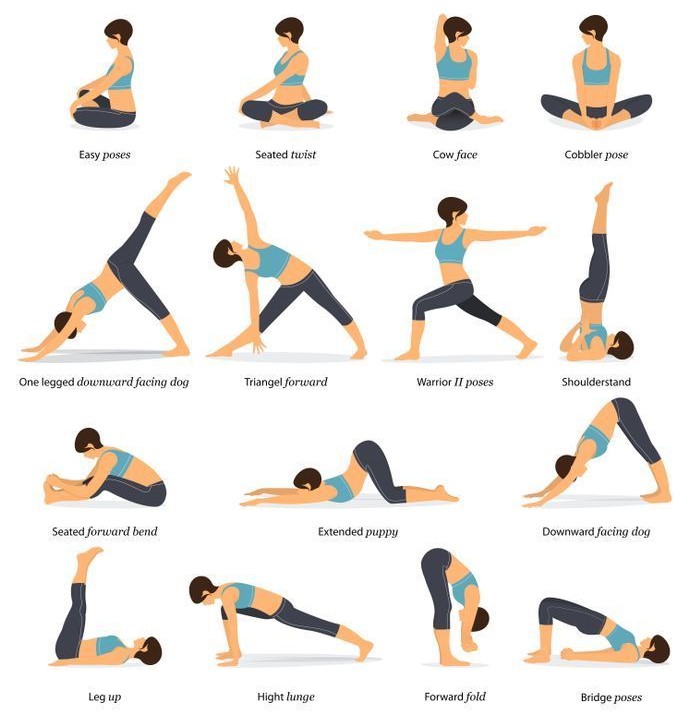 Easy poses
Seated twist
Cow face
Cobbler pose
One legged downward facing dog
Triangel forward
Warrior II poses
Shoulderstand
Seated forward bend
Extended puppy
Downward facing dog
Leg up
Hight lunge
Forward fold
Bridge poses